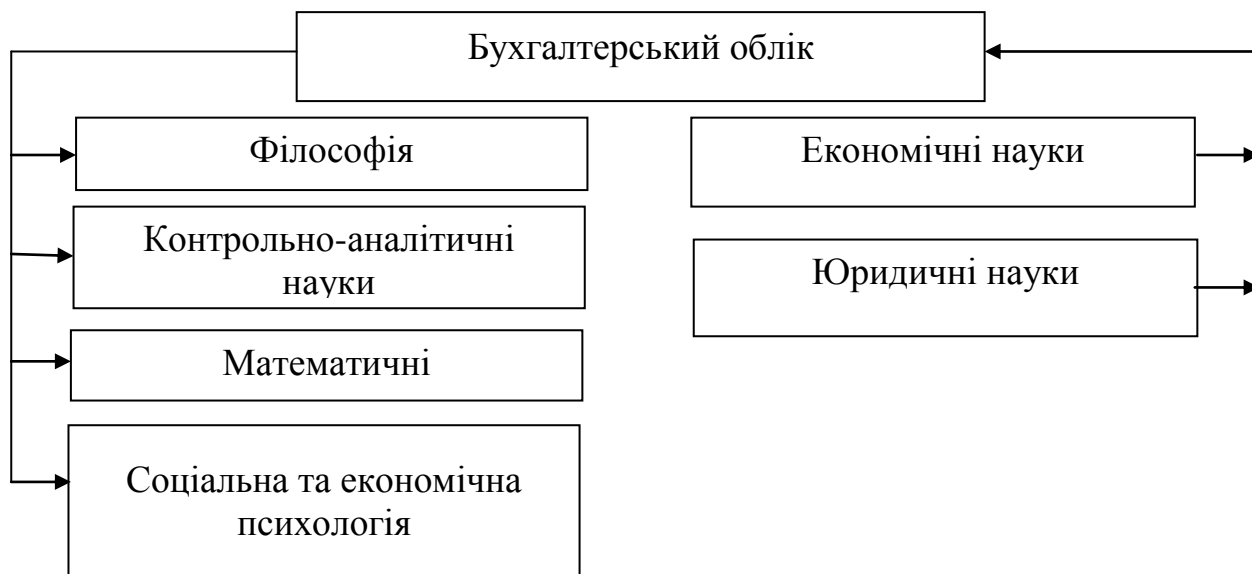 Бухгалтерський облік
Філософія
Економічні науки
Контрольно-аналітичні
науки
Юридичні науки
Математичні
Соціальна та економічна
психологія